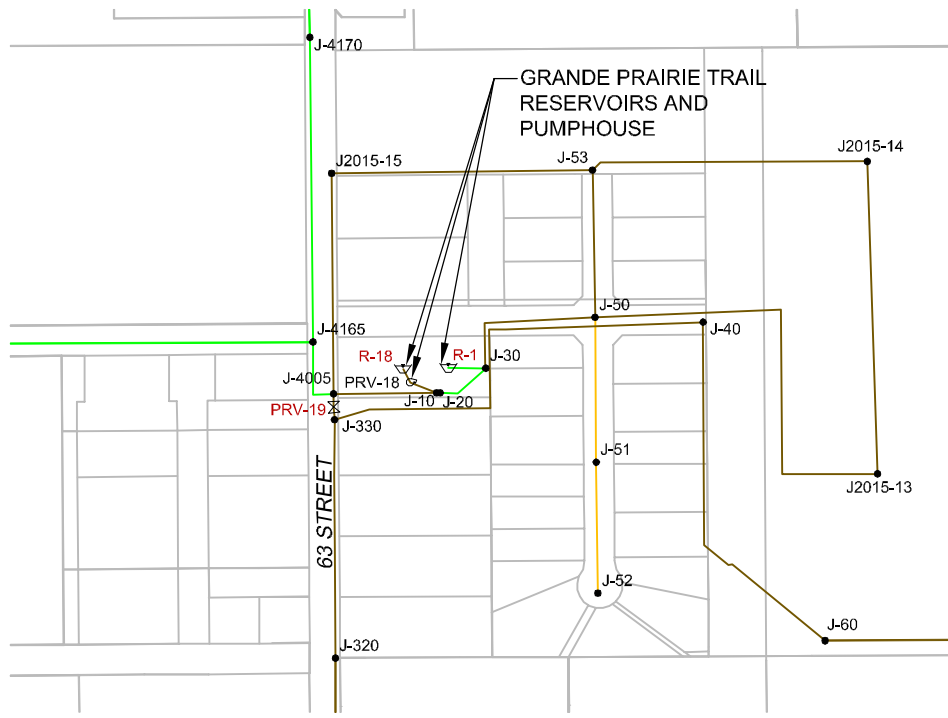 J-4170
GRANDE PRAIRIE TRAIL
RESERVOIRS AND
PUMPHOUSE
J2015-15
J-53
J2015-14
J-50
J-40
J-4165
R-18
R-1
J-30
PRV-18
J-4005
J-10
J-20
PRV-19
J-330
J-51
J2015-13
63 STREET
J-52
J-60
J-320